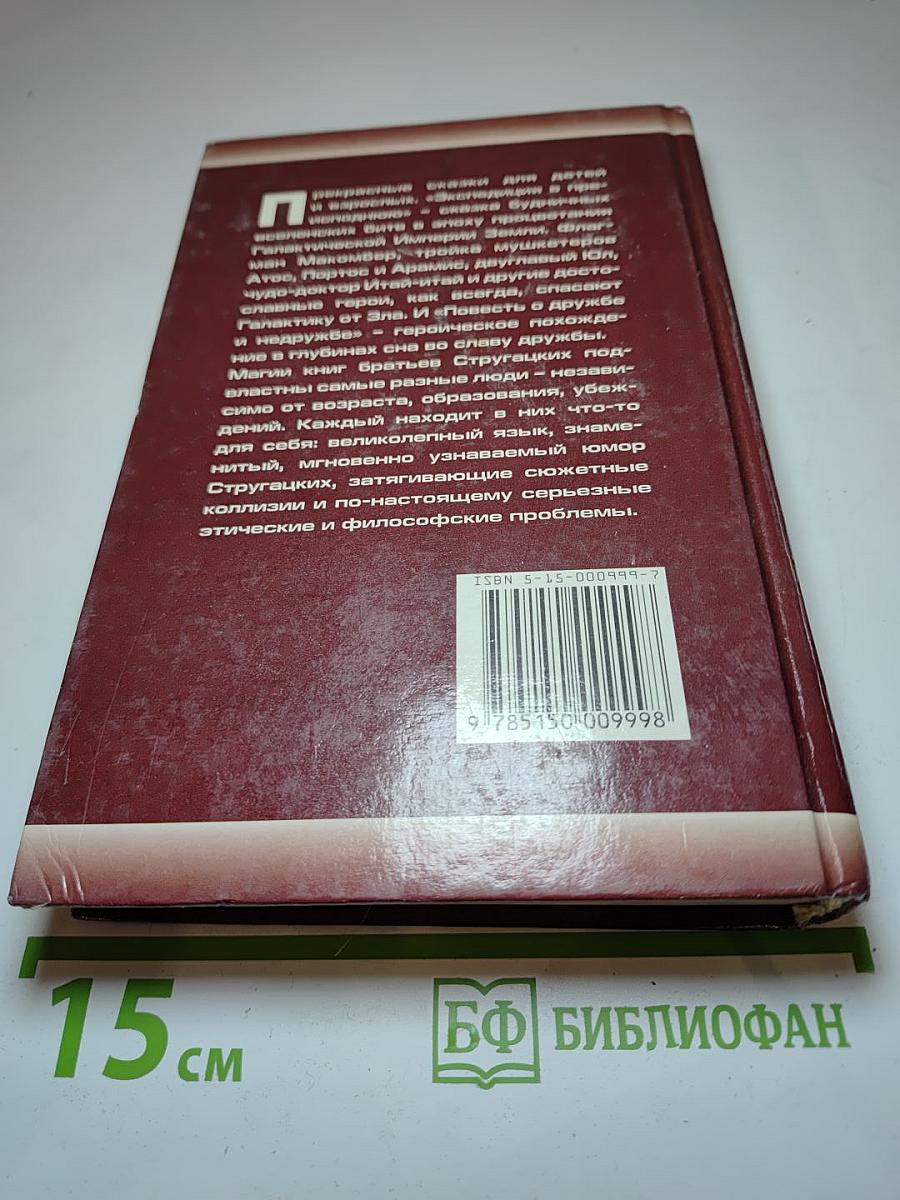 Прекрасные сказки для детей
и взрослых. «Экспедиция в пре-
исподнюю» – сказка будничная
вселенских битв в эпоху процветания
Галактической Империи Земли. Флаг-
ман Макомбер, тройка мушкетеров
Атос, Портос и Арамис, двуглавый Юл,
чудо-доктор Итай-итай и другие досто-
славные герои, как всегда, спасают
Галактику от Зла. И «Повесть о дружбе
и недружбе» – героическое похожде-
ние в глубинах сна во славу дружбы.
Магии книг братьев Стругацких под-
властны самые разные люди – незави-
симо от возраста, образования, убеж-
дений. Каждый находит в них что-то
для себя: великолепный язык, знаме-
нитый, мгновенно узнаваемый юмор
Стругацких, затягивающие сюжетные
коллизии и по-настоящему серьезные
этические и философские проблемы.
ISBN 5-15-000999-7
9 785150 009998
15 см
БФ БИБЛИОФАН